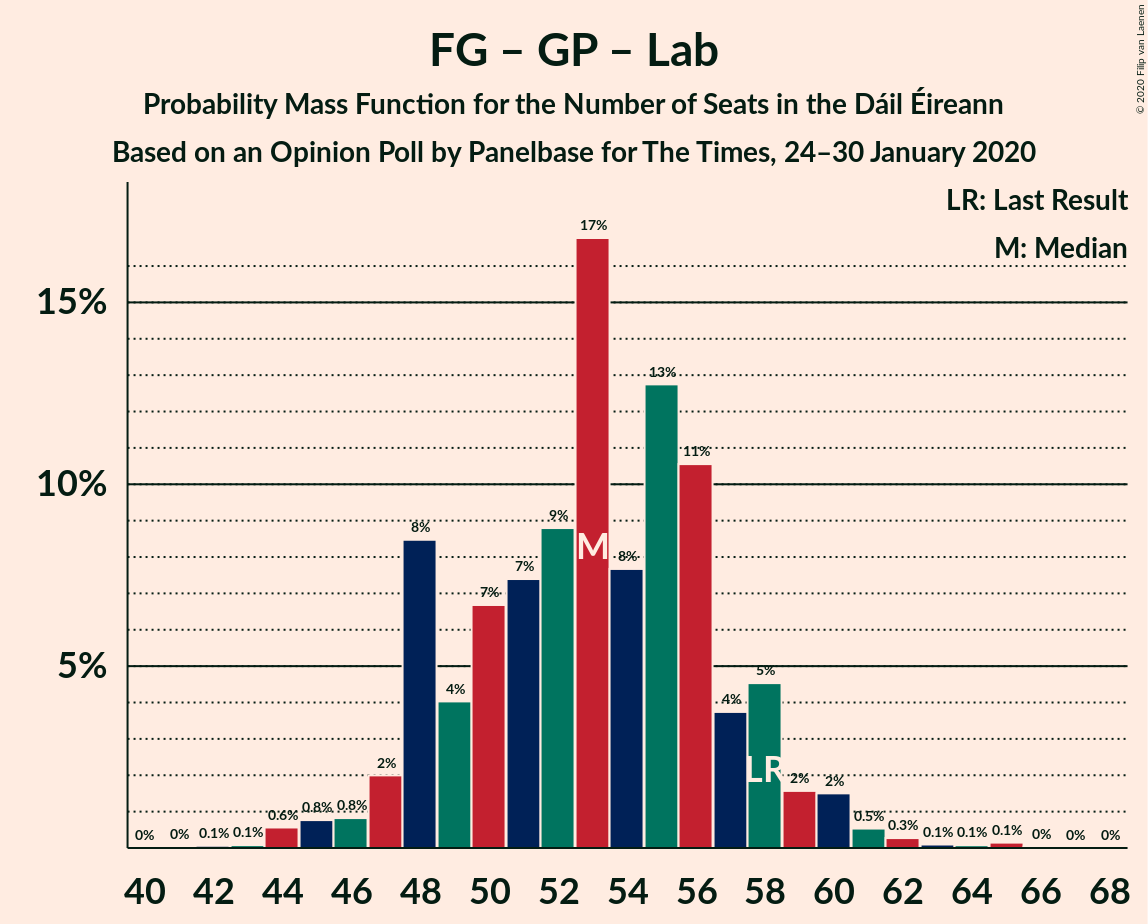 FG – GP – Lab
Probability Mass Function for the Number of Seats in the Dáil Éireann
Based on an Opinion Poll by Panelbase for The Times, 24–30 January 2020
© 2020 Filip van Laenen
LR: Last Result
M: Median
15%
10%
5%
0% 0% 0.1% 0.1% 0.6% 0.8% 0.8% 2% 8% 4% 7% 7% 9% 17% 8% 13% 11% 4% 5% 2% 2% 0.5% 0.3% 0.1% 0.1% 0.1% 0% 0% 0%
M
LR
40 42 44 46 48 50 52 54 56 58 60 62 64 66 68